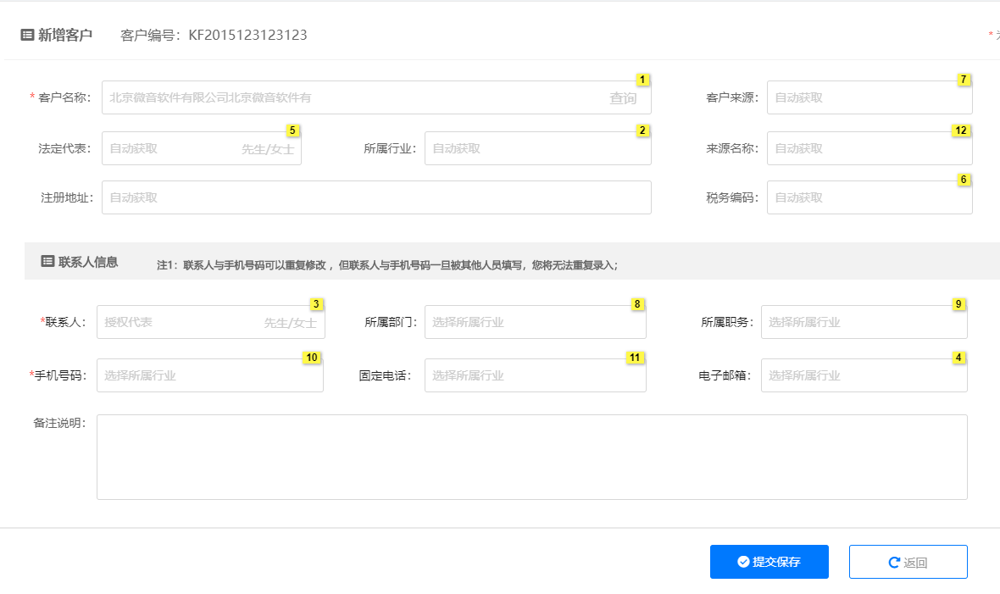 新增客户 客户编号：KF2015123123123 *
1 7
* 客户名称： 北京微音软件有限公司北京微音软件有 查询 客户来源： 自动获取
5 2 12
法定代表： 自动获取 先生/女士 所属行业： 自动获取 来源名称： 自动获取
6
注册地址： 自动获取 税务编码： 自动获取
联系人信息 注1：联系人与手机号码可以重复修改 ，但联系人与手机号码一旦被其他人员填写，您将无法重复录入；
3 8 9
*联系人： 授权代表 先生/女士 所属部门： 选择所属行业 所属职务： 选择所属行业
10 11 4
*手机号码： 选择所属行业 固定电话： 选择所属行业 电子邮箱： 选择所属行业
备注说明：
提交保存 返回